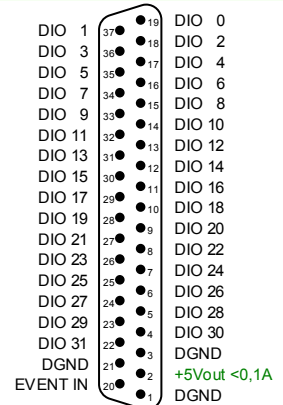 DIO 1 37 19 DIO 0
DIO 3 36 18 DIO 2
DIO 5 35 17 DIO 4
DIO 7 34 16 DIO 6
DIO 9 33 15 DIO 8
DIO 11 32 14 DIO 10
DIO 13 31 13 DIO 12
DIO 15 30 12 DIO 14
DIO 17 29 11 DIO 16
DIO 19 28 10 DIO 18
DIO 21 27 9 DIO 20
DIO 23 26 8 DIO 22
DIO 25 25 7 DIO 24
DIO 27 24 6 DIO 26
DIO 29 23 5 DIO 28
DIO 31 22 4 DIO 30
DGND 21 3 DGND
EVENT IN 20 2 +5Vout <0,1A
1 DGND